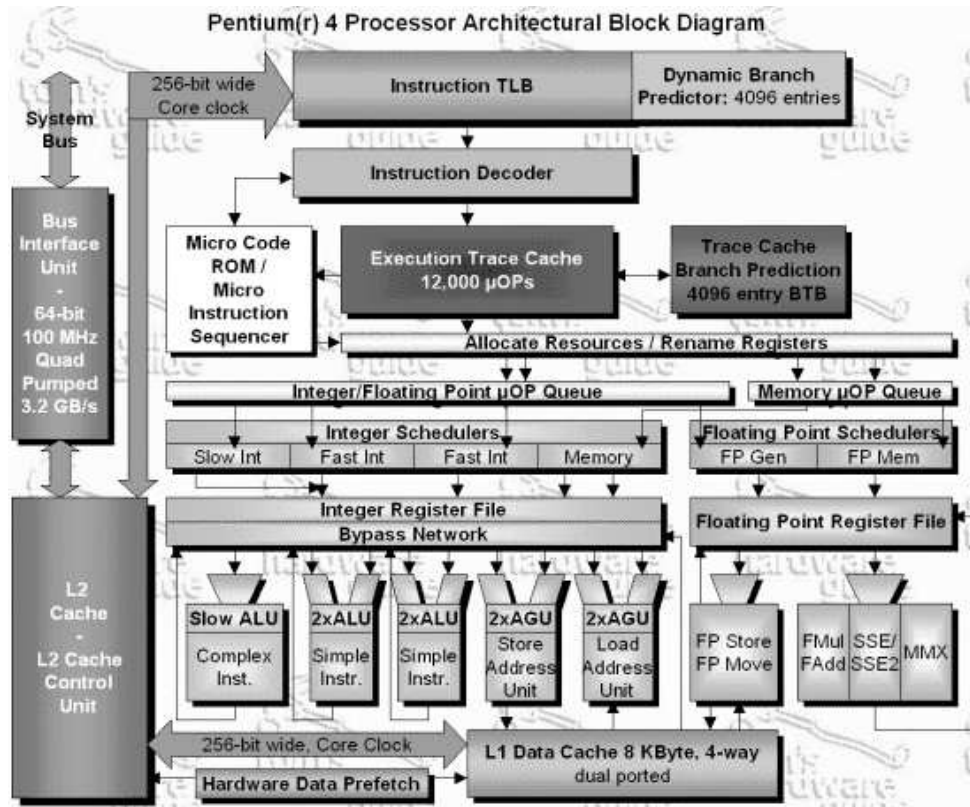 Pentium(r) 4 Processor Architectural Block Diagram
256-bit wide
Core clock
Instruction TLB
Dynamic Branch
Predictor: 4096 entries
System
Bus
Instruction Decoder
Bus
Interface
Unit
-
64-bit
100 MHz
Quad
Pumped
3.2 GB/s
Micro Code
ROM /
Micro
Instruction
Sequencer
Execution Trace Cache
12,000 µOPs
Trace Cache
Branch Prediction
4096 entry BTB
Allocate Resources / Rename Registers
Integer/Floating Point µOP Queue
Memory µOP Queue
Integer Schedulers
Slow Int
Fast Int
Fast Int
Memory
Floating Point Schedulers
FP Gen
FP Mem
Integer Register File
Bypass Network
Floating Point Register File
L2
Cache
-
L2 Cache
Control
Unit
Slow ALU
Complex
Inst.
2xALU
Simple
Instr.
2xALU
Simple
Instr.
2xAGU
Store
Address
Unit
2xAGU
Load
Address
Unit
FP Store
FP Move
FMul
FAdd
SSE/
SSE2
MMX
256-bit wide, Core Clock
L1 Data Cache 8 KByte, 4-way
dual ported
Hardware Data Prefetch